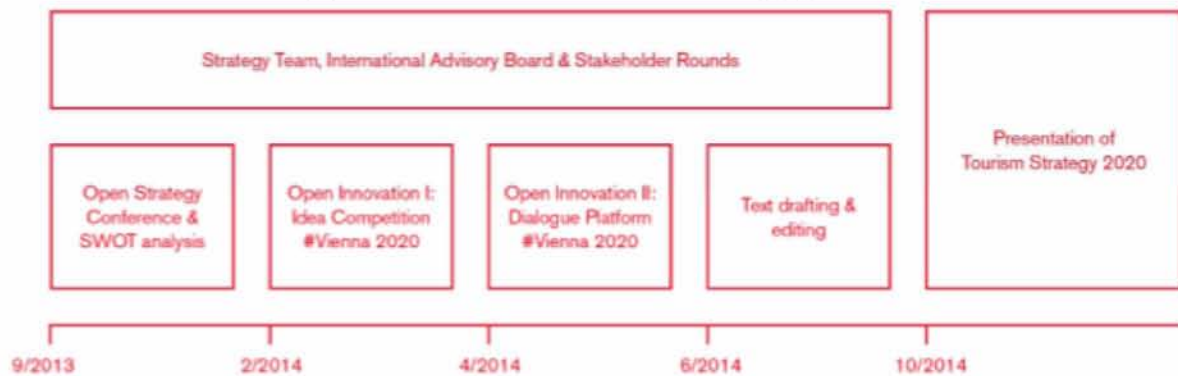 Strategy Team, International Advisory Board & Stakeholder Rounds
Presentation of
Tourism Strategy 2020
Open Strategy
Conference &
SWOT analysis
Open Innovation I:
Idea Competition
#Vienna 2020
Open Innovation II:
Dialogue Platform
#Vienna 2020
Text drafting &
editing
9/2013
2/2014
4/2014
6/2014
10/2014